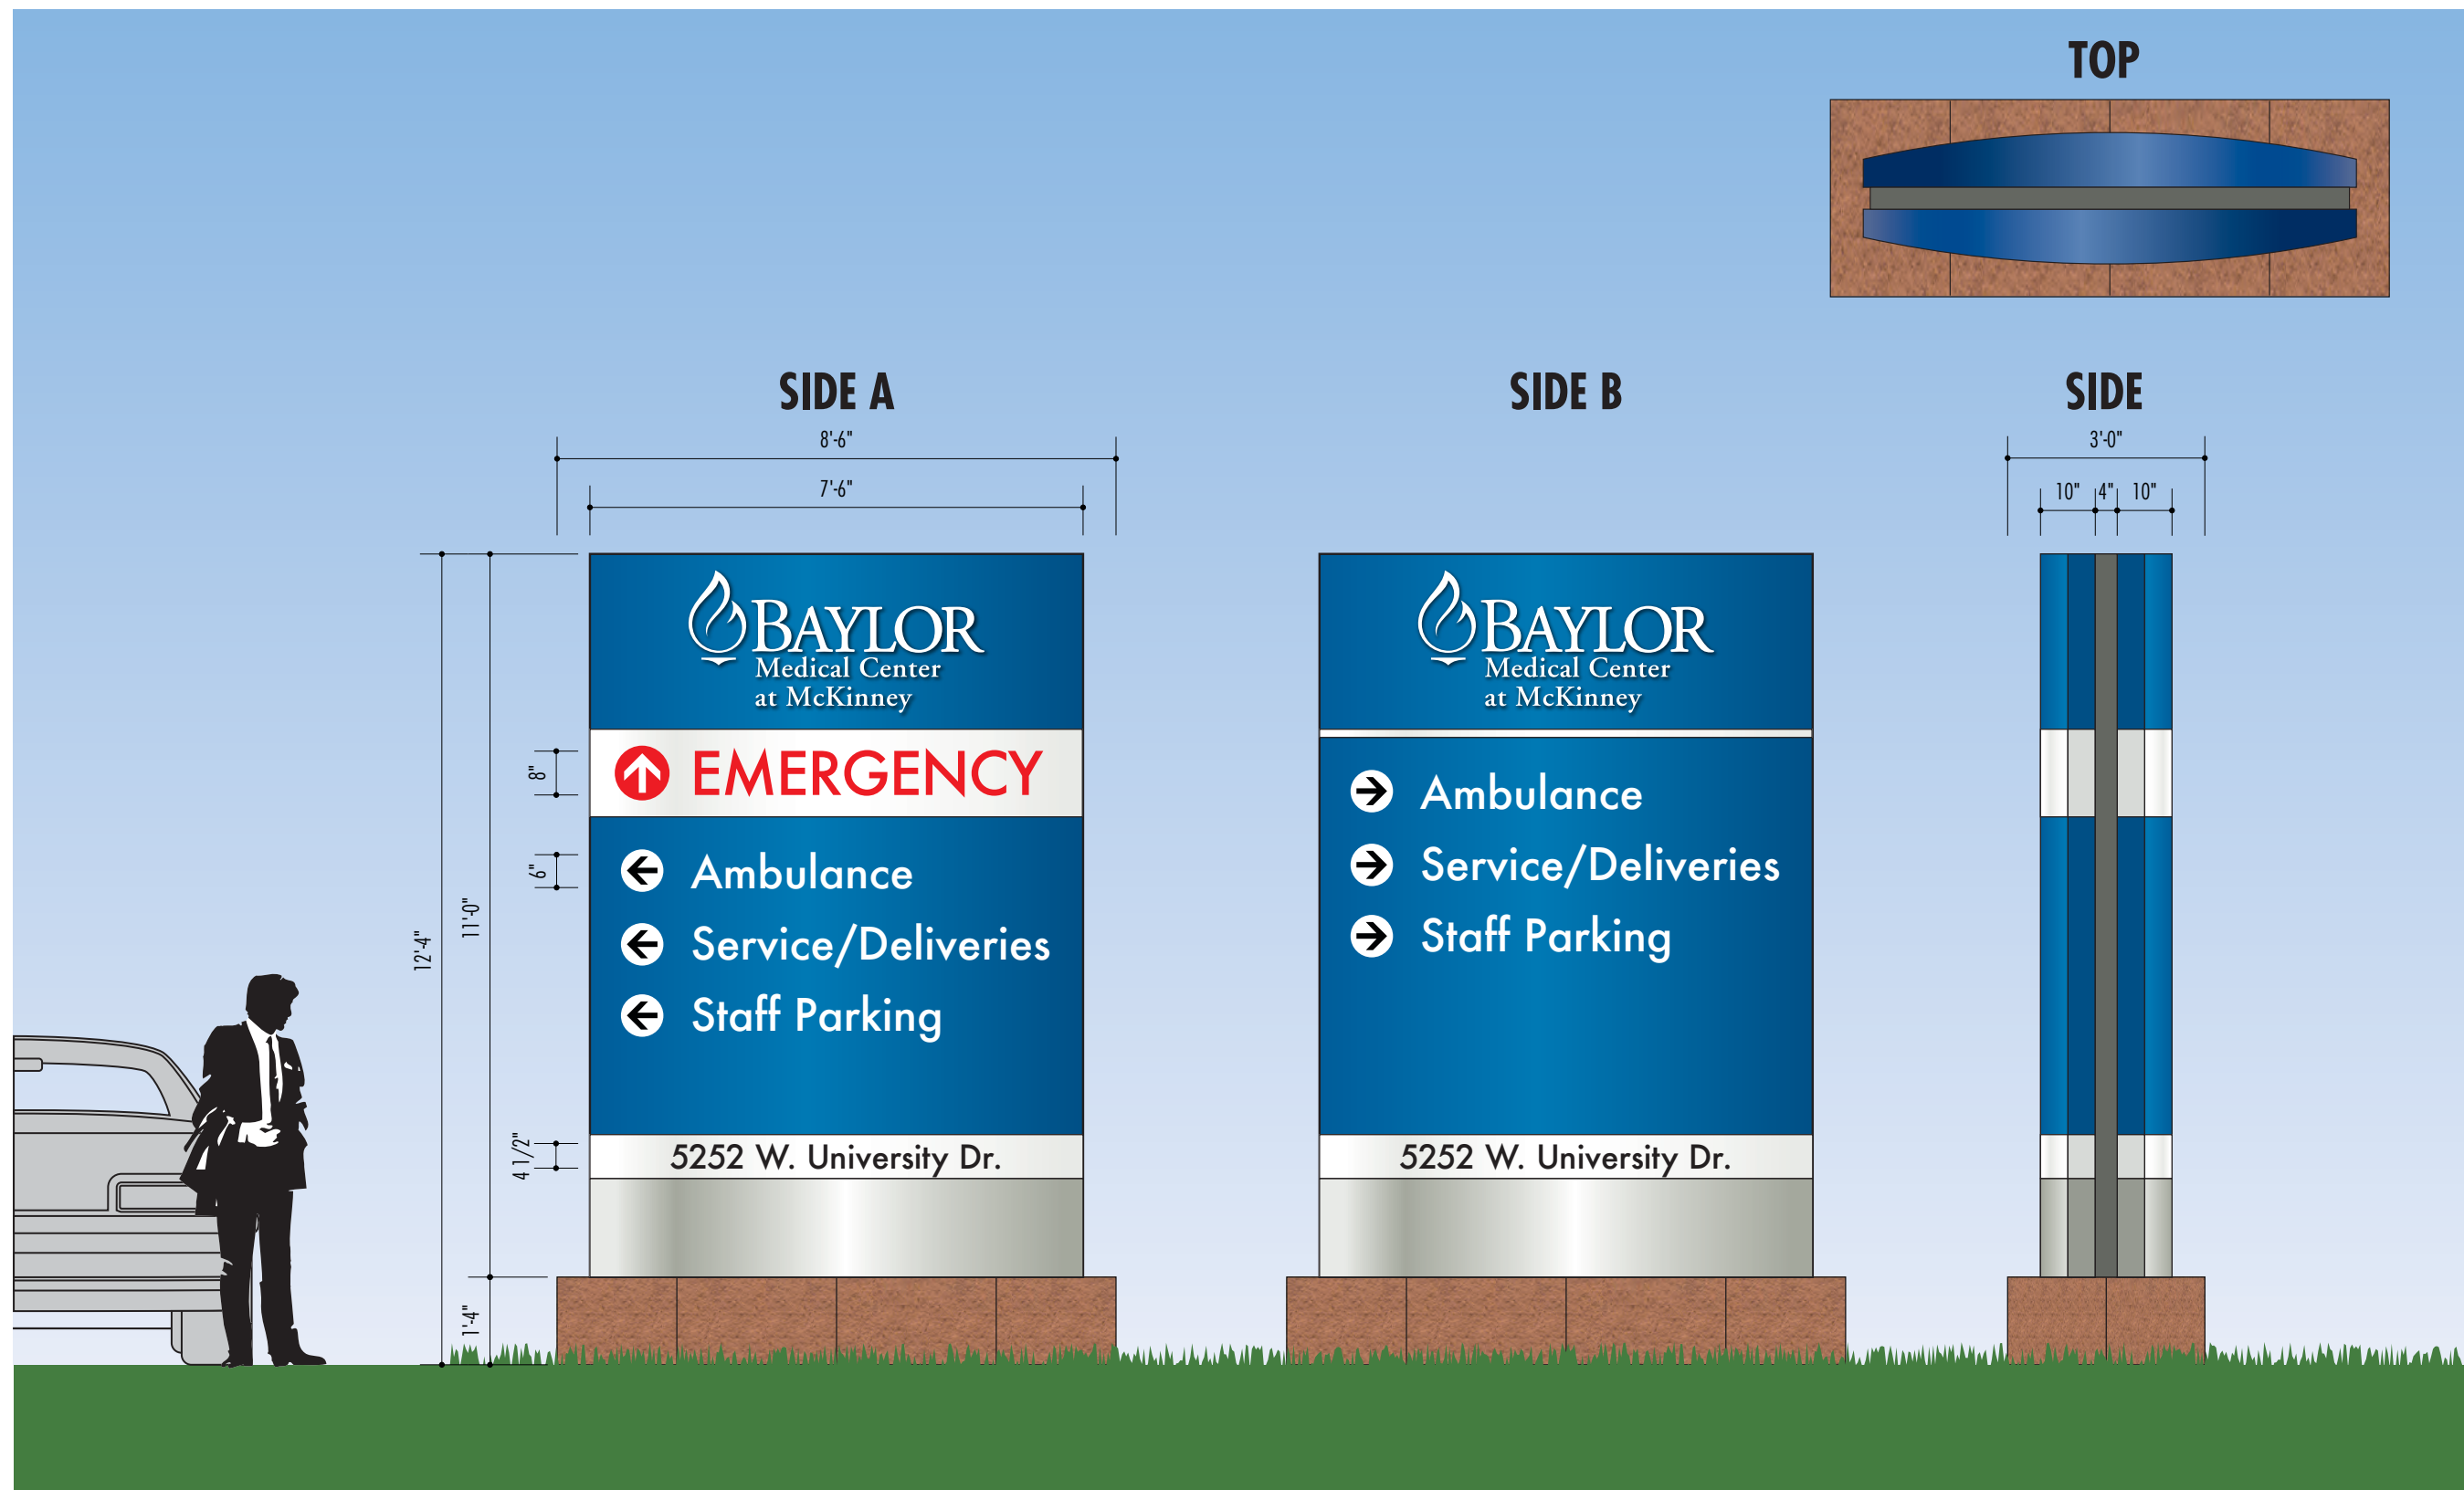 TOP
SIDE A
SIDE B
SIDE
8'-6"
7'-6"
3'-0"
10" 4" 10"
12'-4"
11'-0"
1'-4"
8"
6"
4 1/2"
BAYLOR
Medical Center
at McKinney
EMERGENCY
Ambulance
Service/Deliveries
Staff Parking
5252 W. University Dr.
BAYLOR
Medical Center
at McKinney
Ambulance
Service/Deliveries
Staff Parking
5252 W. University Dr.